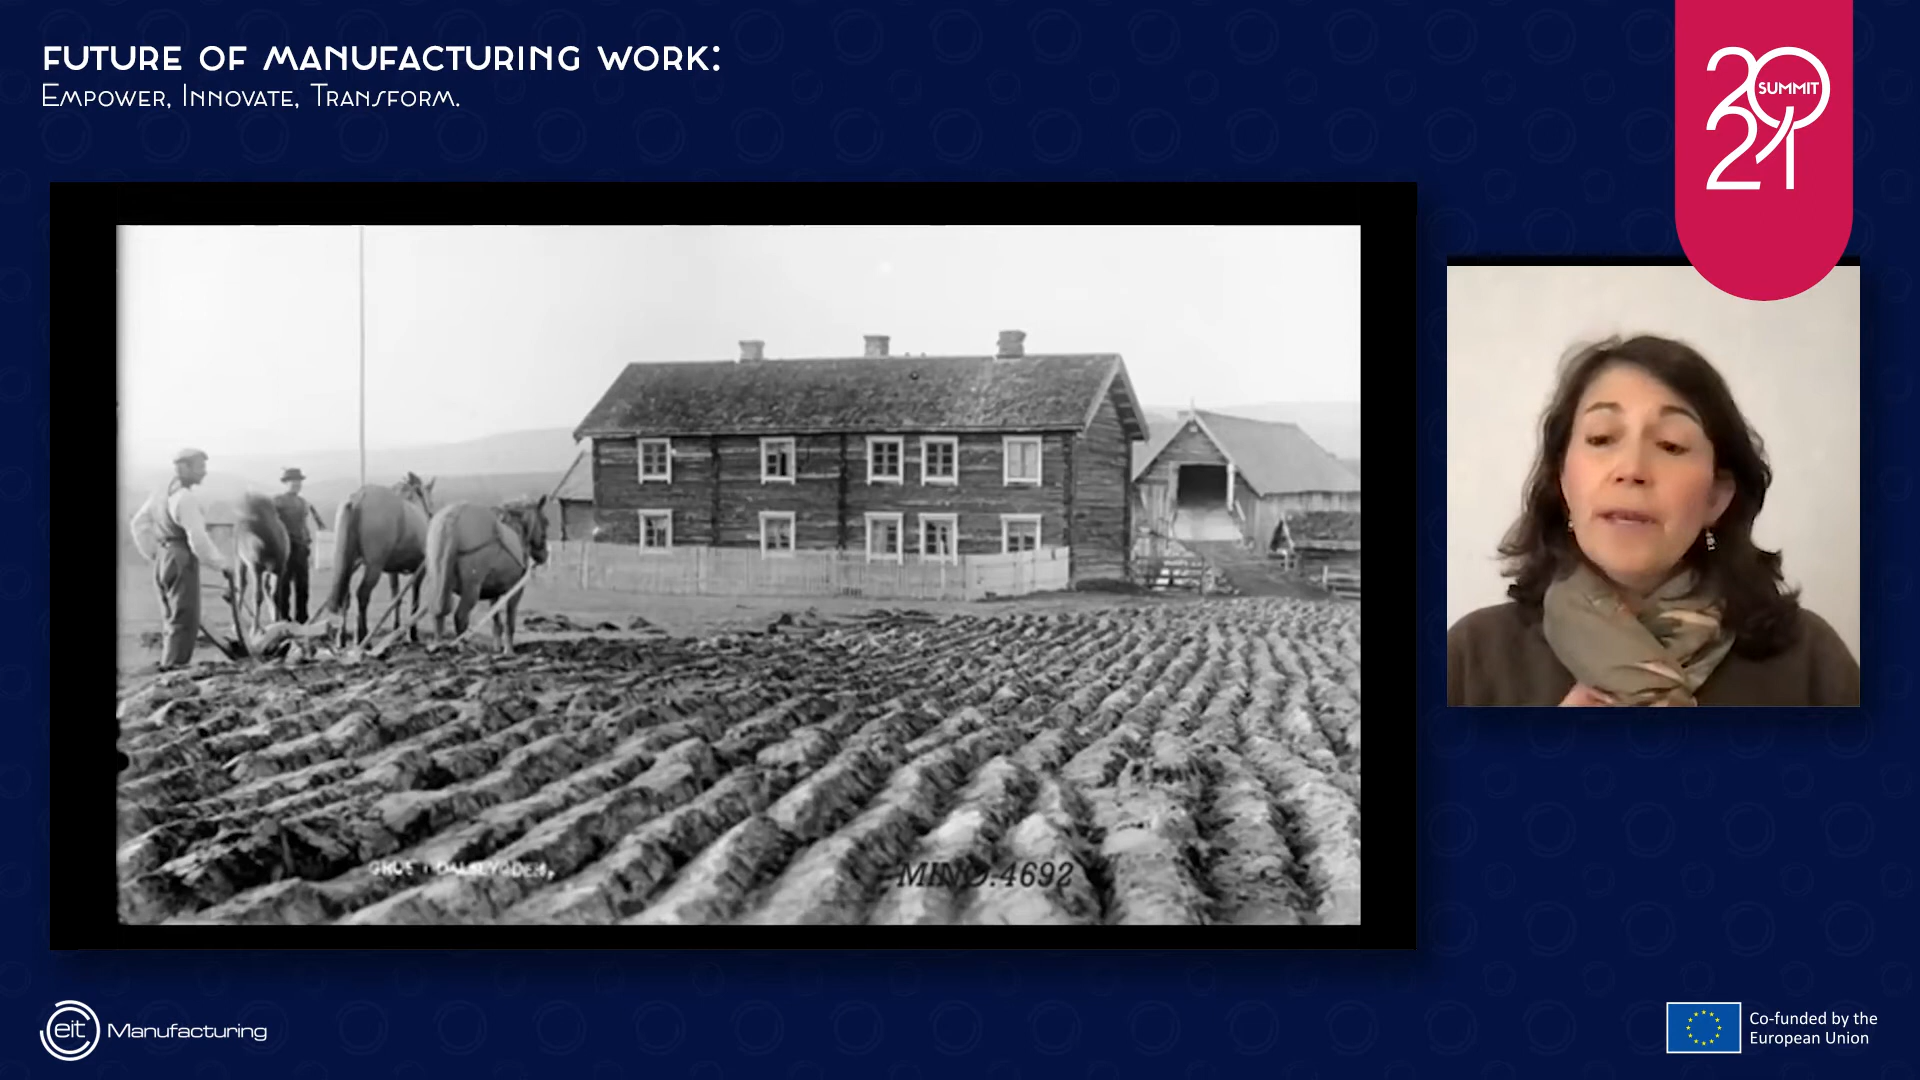 FUTURE OF MANUFACTURING WORK:
EMPOWER, INNOVATE, TRANSFORM.
20
SUMMIT
21
MINO.4692
eit Manufacturing
Co-funded by the
European Union